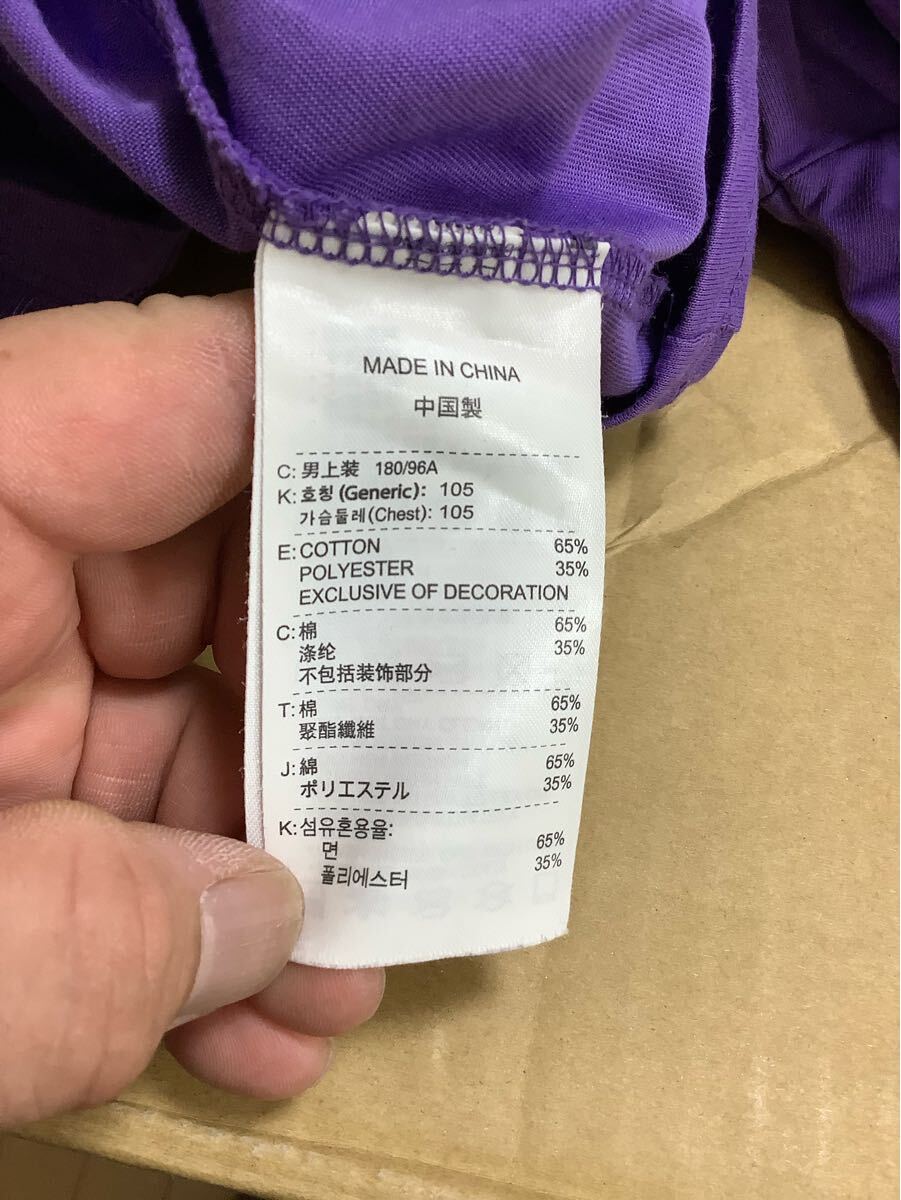 MADE IN CHINA
中国製
C: 男上装 180/96A
K: 호칭 (Generic): 105
가슴둘레(Chest): 105
E: COTTON 65%
POLYESTER 35%
EXCLUSIVE OF DECORATION
C: 棉 65%
涤纶 35%
不包括装饰部分
T: 棉 65%
聚酯纖維 35%
J: 綿 65%
ポリエステル 35%
K: 섬유혼용율:
면 65%
폴리에스터 35%